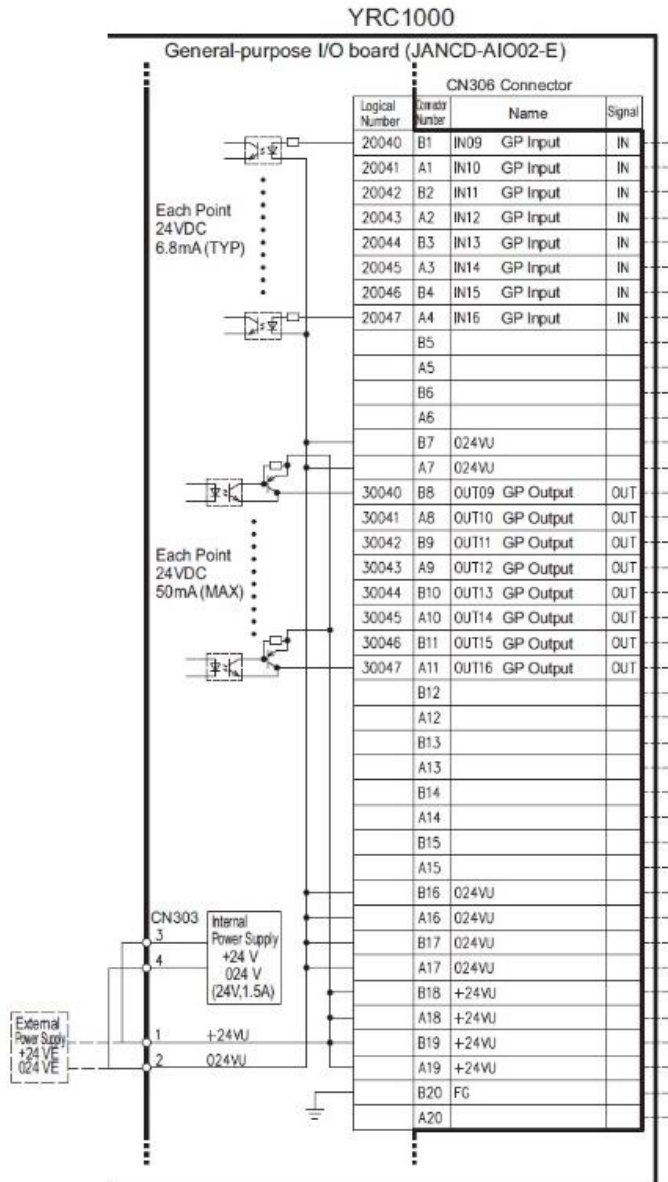 YRC1000
General-purpose I/O board (JANCD-AIO02-E)
CN306 Connector
Logical Number Connector Number Name Signal
20040 B1 IN09 GP Input IN
20041 A1 IN10 GP Input IN
20042 B2 IN11 GP Input IN
20043 A2 IN12 GP Input IN
20044 B3 IN13 GP Input IN
20045 A3 IN14 GP Input IN
20046 B4 IN15 GP Input IN
20047 A4 IN16 GP Input IN
Each Point
24VDC
6.8mA (TYP)
B5
A5
B6
A6
B7 024VU
A7 024VU
30040 B8 OUT09 GP Output OUT
30041 A8 OUT10 GP Output OUT
30042 B9 OUT11 GP Output OUT
30043 A9 OUT12 GP Output OUT
30044 B10 OUT13 GP Output OUT
30045 A10 OUT14 GP Output OUT
30046 B11 OUT15 GP Output OUT
30047 A11 OUT16 GP Output OUT
Each Point
24VDC
50mA (MAX)
B12
A12
B13
A13
B14
A14
B15
A15
B16 024VU
A16 024VU
B17 024VU
A17 024VU
B18 +24VU
A18 +24VU
B19 +24VU
A19 +24VU
B20 FG
A20
CN303
3
4
Internal
Power Supply
+24 V
024 V
(24V,1.5A)
1 +24VU
2 024VU
External
Power Supply
+24 VE
024 VE